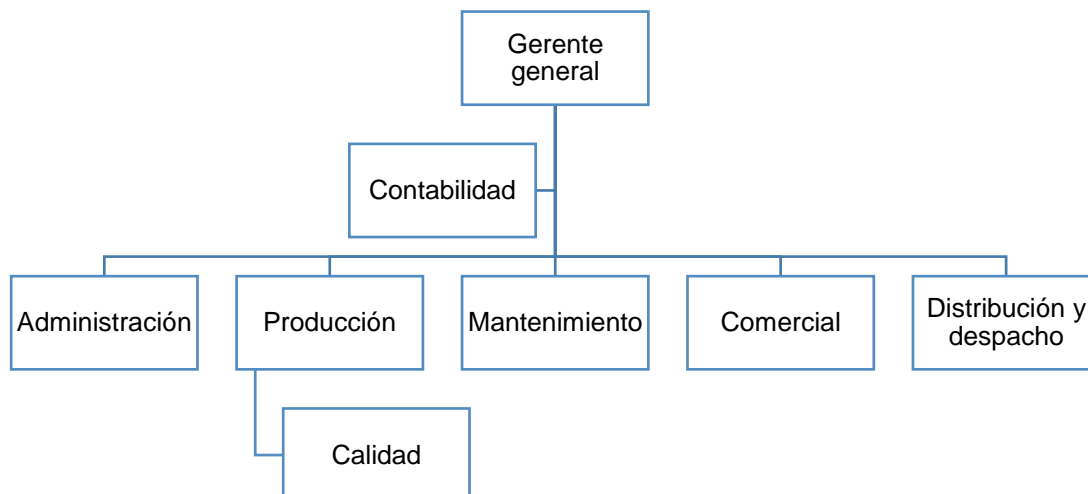 Gerente
general
Contabilidad
Administración
Producción
Mantenimiento
Comercial
Distribución y
despacho
Calidad